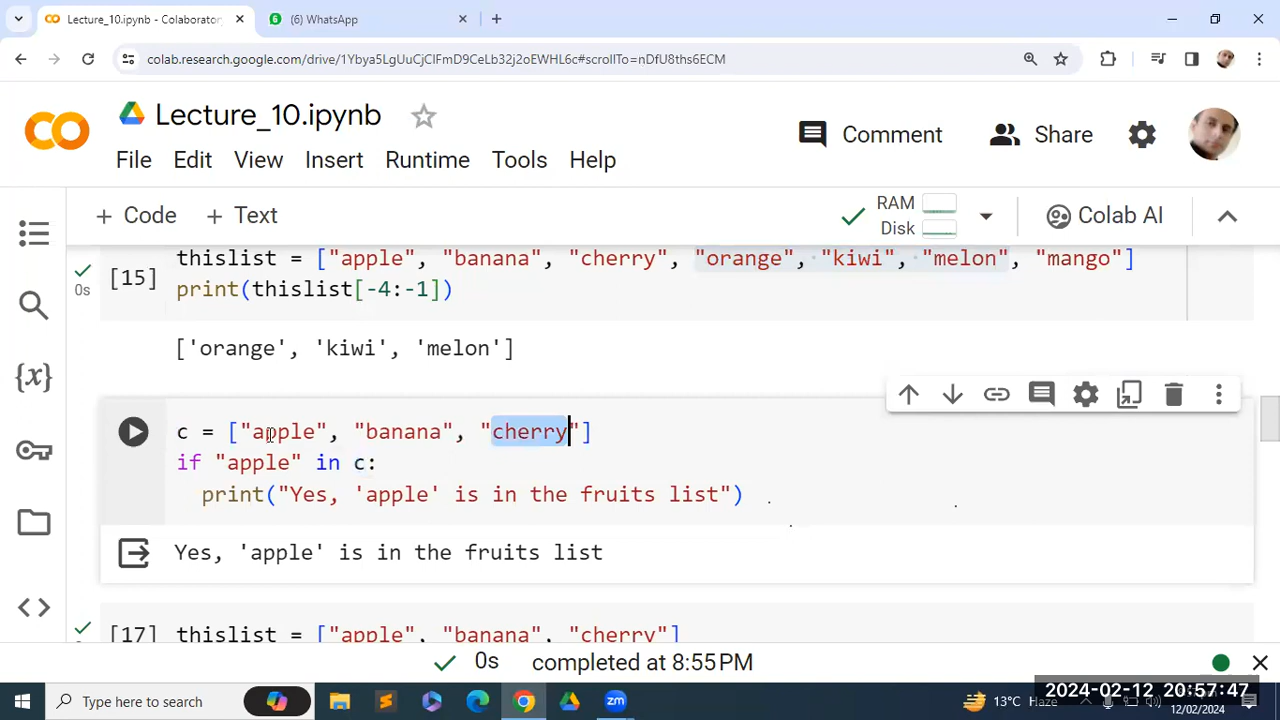 Lecture_10.ipynb - Colaboratory
(6) WhatsApp
colab.research.google.com/drive/1Ybya5LgUuCjCIFmD9CeLb32j2oEWHL6c#scrollTo=nDfU8ths6ECM
Lecture_10.ipynb
Comment
Share
File Edit View Insert Runtime Tools Help
+ Code + Text
RAM
Disk
Colab AI
[15]
0s
thislist = ["apple", "banana", "cherry", "orange", "kiwi", "melon", "mango"]
print(thislist[-4:-1])
['orange', 'kiwi', 'melon']
c = ["apple", "banana", "cherry"]
if "apple" in c:
print("Yes, 'apple' is in the fruits list")
Yes, 'apple' is in the fruits list
[17] thislist = ["apple", "banana", "cherry"]
0s completed at 8:55 PM
Type here to search
13°C Haze
2024-02-12 20:57:47
12/02/2024